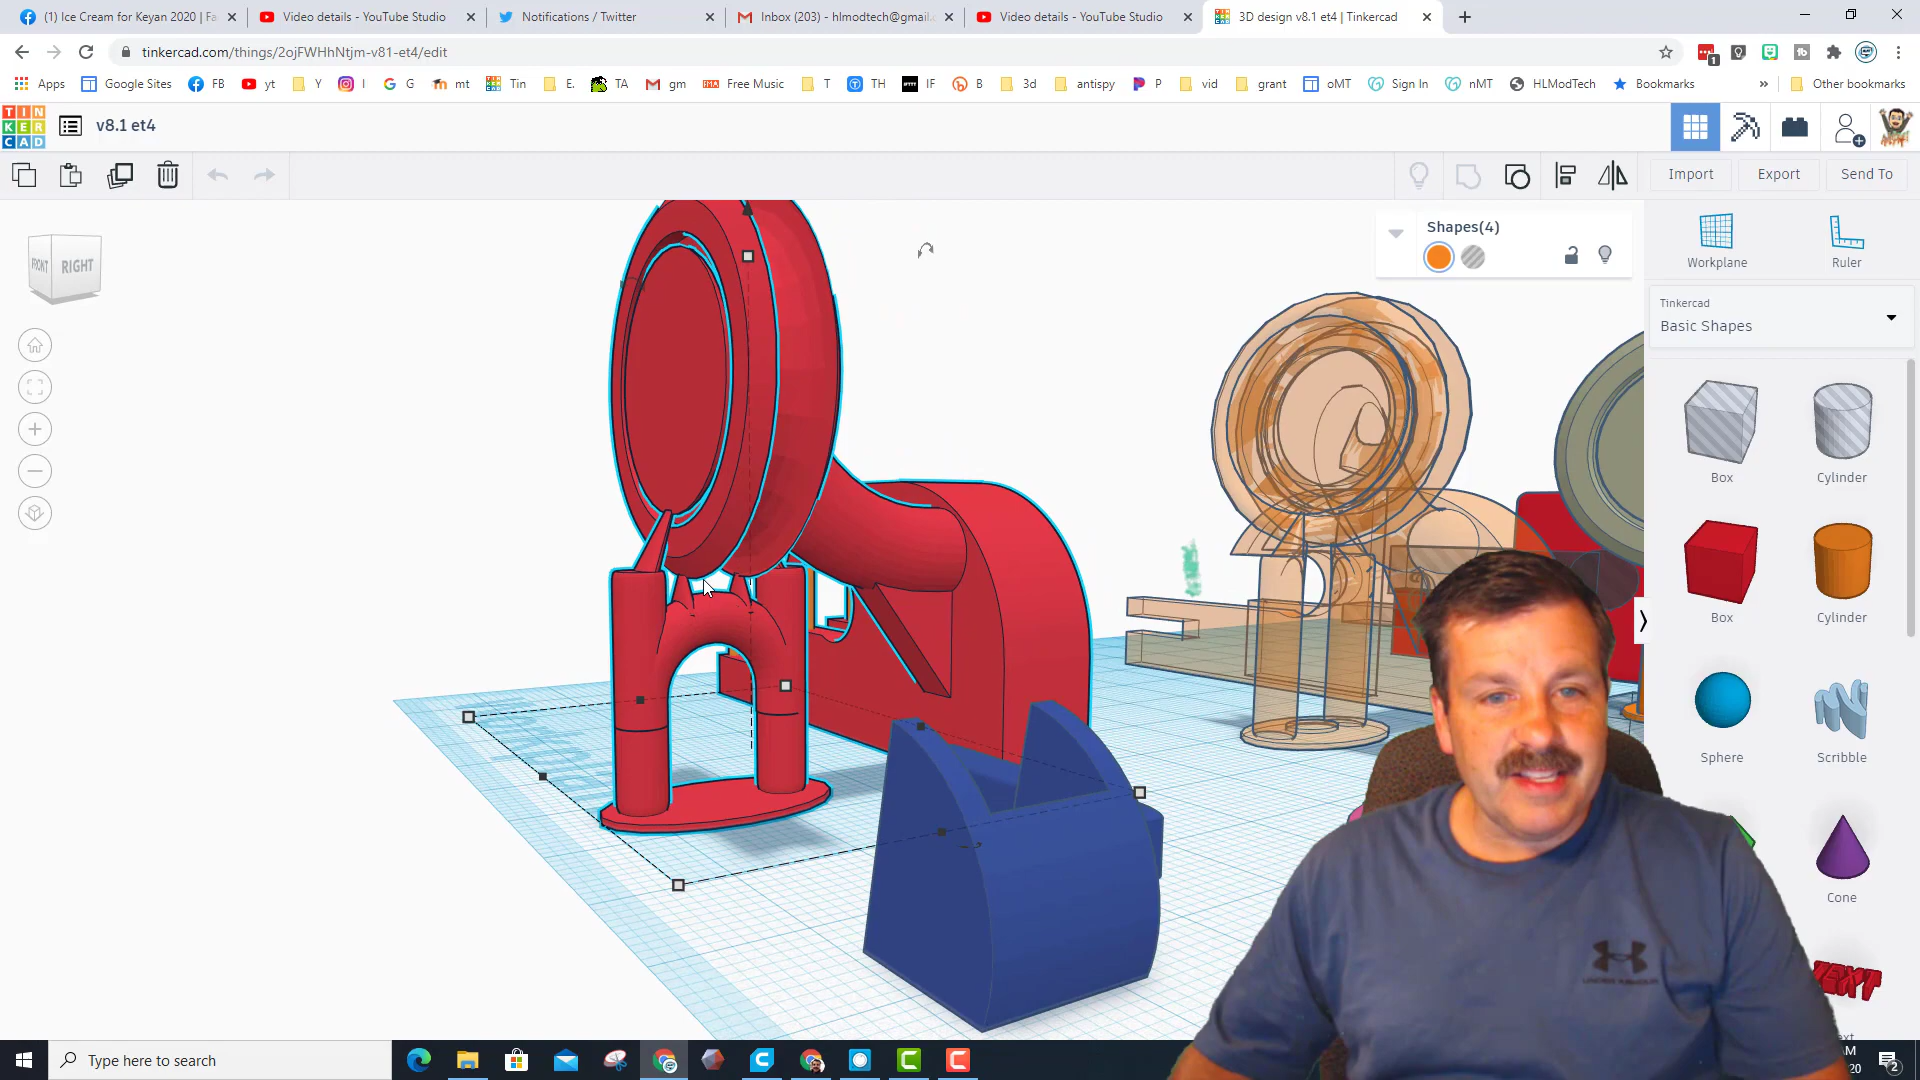 (1) Ice Cream for Keyan 2020 | Fa
Video details - YouTube Studio
Notifications / Twitter
Inbox (203) - hlmodtech@gmail.c
Video details - YouTube Studio
3D design v8.1 et4 | Tinkercad
tinkercad.com/things/2ojFWHhNtjm-v81-et4/edit
Apps
Google Sites
FB
yt
Y
I
G
mt
Tin
E.
TA
gm
Free Music
T
TH
IF
B
3d
antispy
P
vid
grant
oMT
Sign In
nMT
HLModTech
Bookmarks
»
Other bookmarks
TIN
KER
CAD
v8.1 et4
Import
Export
Send To
FRONT
RIGHT
Shapes(4)
Workplane
Ruler
Tinkercad
Basic Shapes
Box
Cylinder
Box
Cylinder
Sphere
Scribble
Cone
TEXT
Type here to search
2